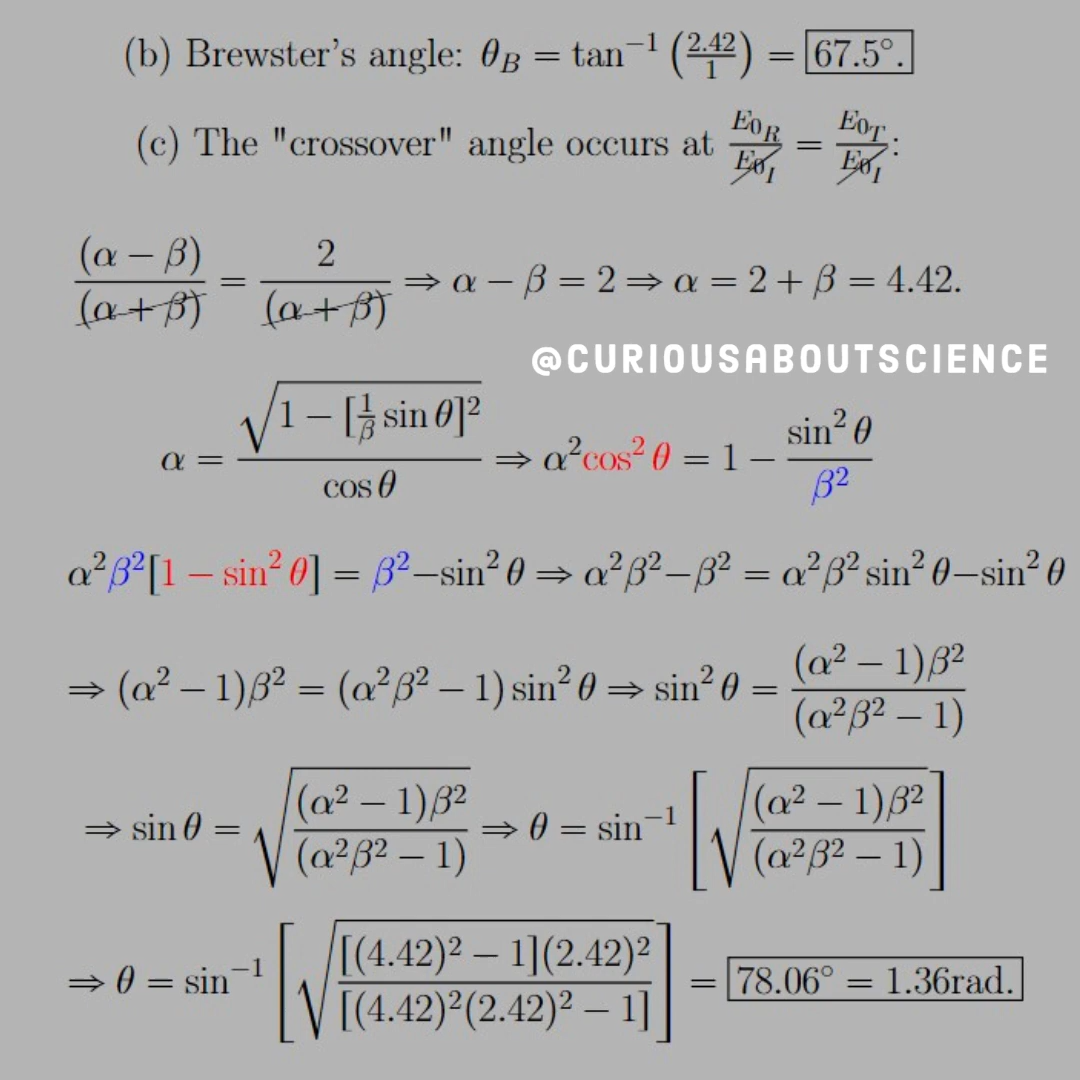 (b) Brewster's angle: θ_B = tan⁻¹ (2.42/1) = 67.5°.
(c) The "crossover" angle occurs at E₀_R/E₀_I = E₀_T/E₀_I:
(α − β)/(α + β) = 2/(α + β) ⇒ α − β = 2 ⇒ α = 2 + β = 4.42.
@CURIOUSABOUTSCIENCE
α = √(1 − [1/β sin θ]²)/cos θ ⇒ α² cos² θ = 1 − sin² θ/β²
α²β²[1 − sin² θ] = β² − sin² θ ⇒ α²β² − β² = α²β² sin² θ − sin² θ
⇒ (α² − 1)β² = (α²β² − 1) sin² θ ⇒ sin² θ = (α² − 1)β²/(α²β² − 1)
⇒ sin θ = √((α² − 1)β²/(α²β² − 1)) ⇒ θ = sin⁻¹ [√((α² − 1)β²/(α²β² − 1))]
⇒ θ = sin⁻¹ [√([(4.42)² − 1](2.42)²/[(4.42)²(2.42)² − 1])] = 78.06° = 1.36rad.